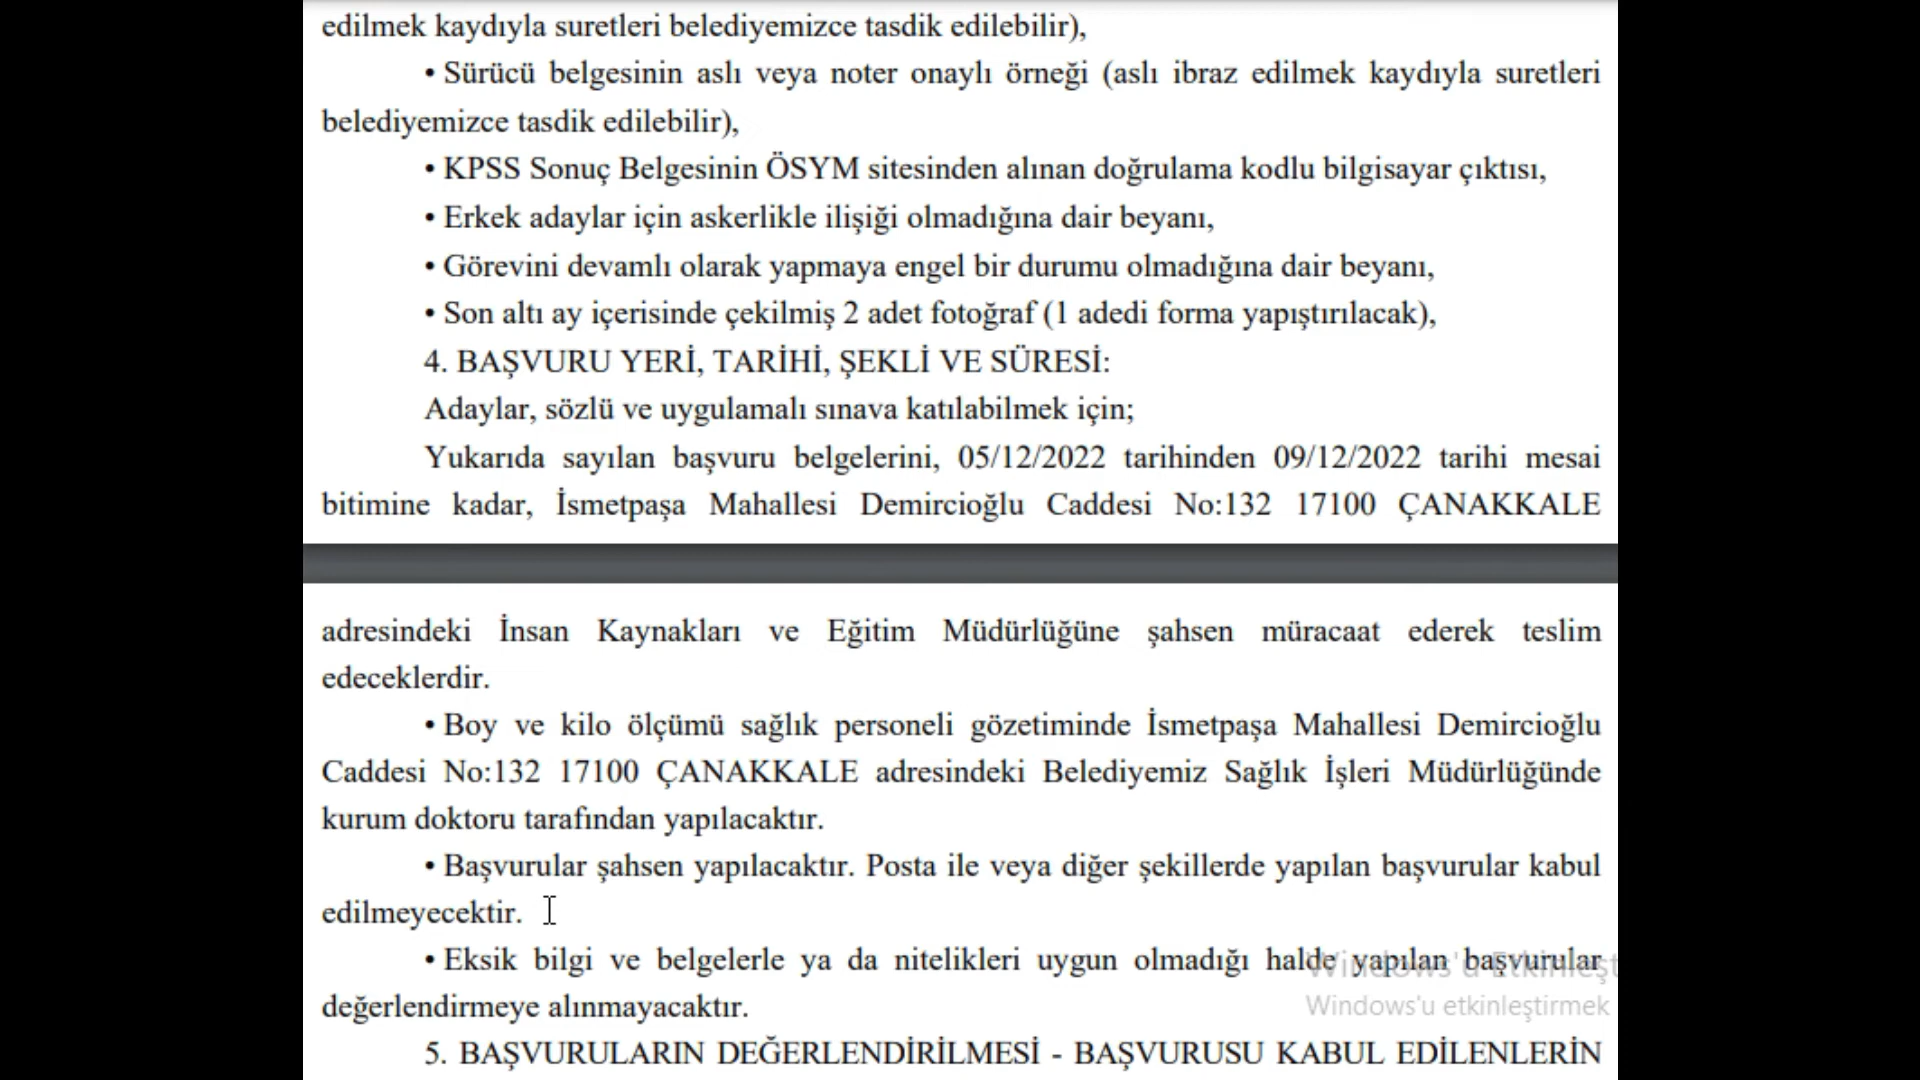 edilmek kaydıyla suretleri belediyemizce tasdik edilebilir),
• Sürücü belgesinin aslı veya noter onaylı örneği (aslı ibraz edilmek kaydıyla suretleri
belediyemizce tasdik edilebilir),
• KPSS Sonuç Belgesinin ÖSYM sitesinden alınan doğrulama kodlu bilgisayar çıktısı,
• Erkek adaylar için askerlikle ilişiği olmadığına dair beyanı,
• Görevini devamlı olarak yapmaya engel bir durumu olmadığına dair beyanı,
• Son altı ay içerisinde çekilmiş 2 adet fotoğraf (1 adedi forma yapıştırılacak),
4. BAŞVURU YERİ, TARİHİ, ŞEKLİ VE SÜRESİ:
Adaylar, sözlü ve uygulamalı sınava katılabilmek için;
Yukarıda sayılan başvuru belgelerini, 05/12/2022 tarihinden 09/12/2022 tarihi mesai
bitimine kadar, İsmetpaşa Mahallesi Demircioğlu Caddesi No:132 17100 ÇANAKKALE
adresindeki İnsan Kaynakları ve Eğitim Müdürlüğüne şahsen müracaat ederek teslim
edeceklerdir.
• Boy ve kilo ölçümü sağlık personeli gözetiminde İsmetpaşa Mahallesi Demircioğlu
Caddesi No:132 17100 ÇANAKKALE adresindeki Belediyemiz Sağlık İşleri Müdürlüğünde
kurum doktoru tarafından yapılacaktır.
• Başvurular şahsen yapılacaktır. Posta ile veya diğer şekillerde yapılan başvurular kabul
edilmeyecektir.
• Eksik bilgi ve belgelerle ya da nitelikleri uygun olmadığı halde yapılan başvurular
Windows'u Etkinleşt
değerlendirmeye alınmayacaktır.
Windows'u etkinleştirmek
5. BAŞVURULARIN DEĞERLENDİRİLMESİ - BAŞVURUSU KABUL EDİLENLERİN